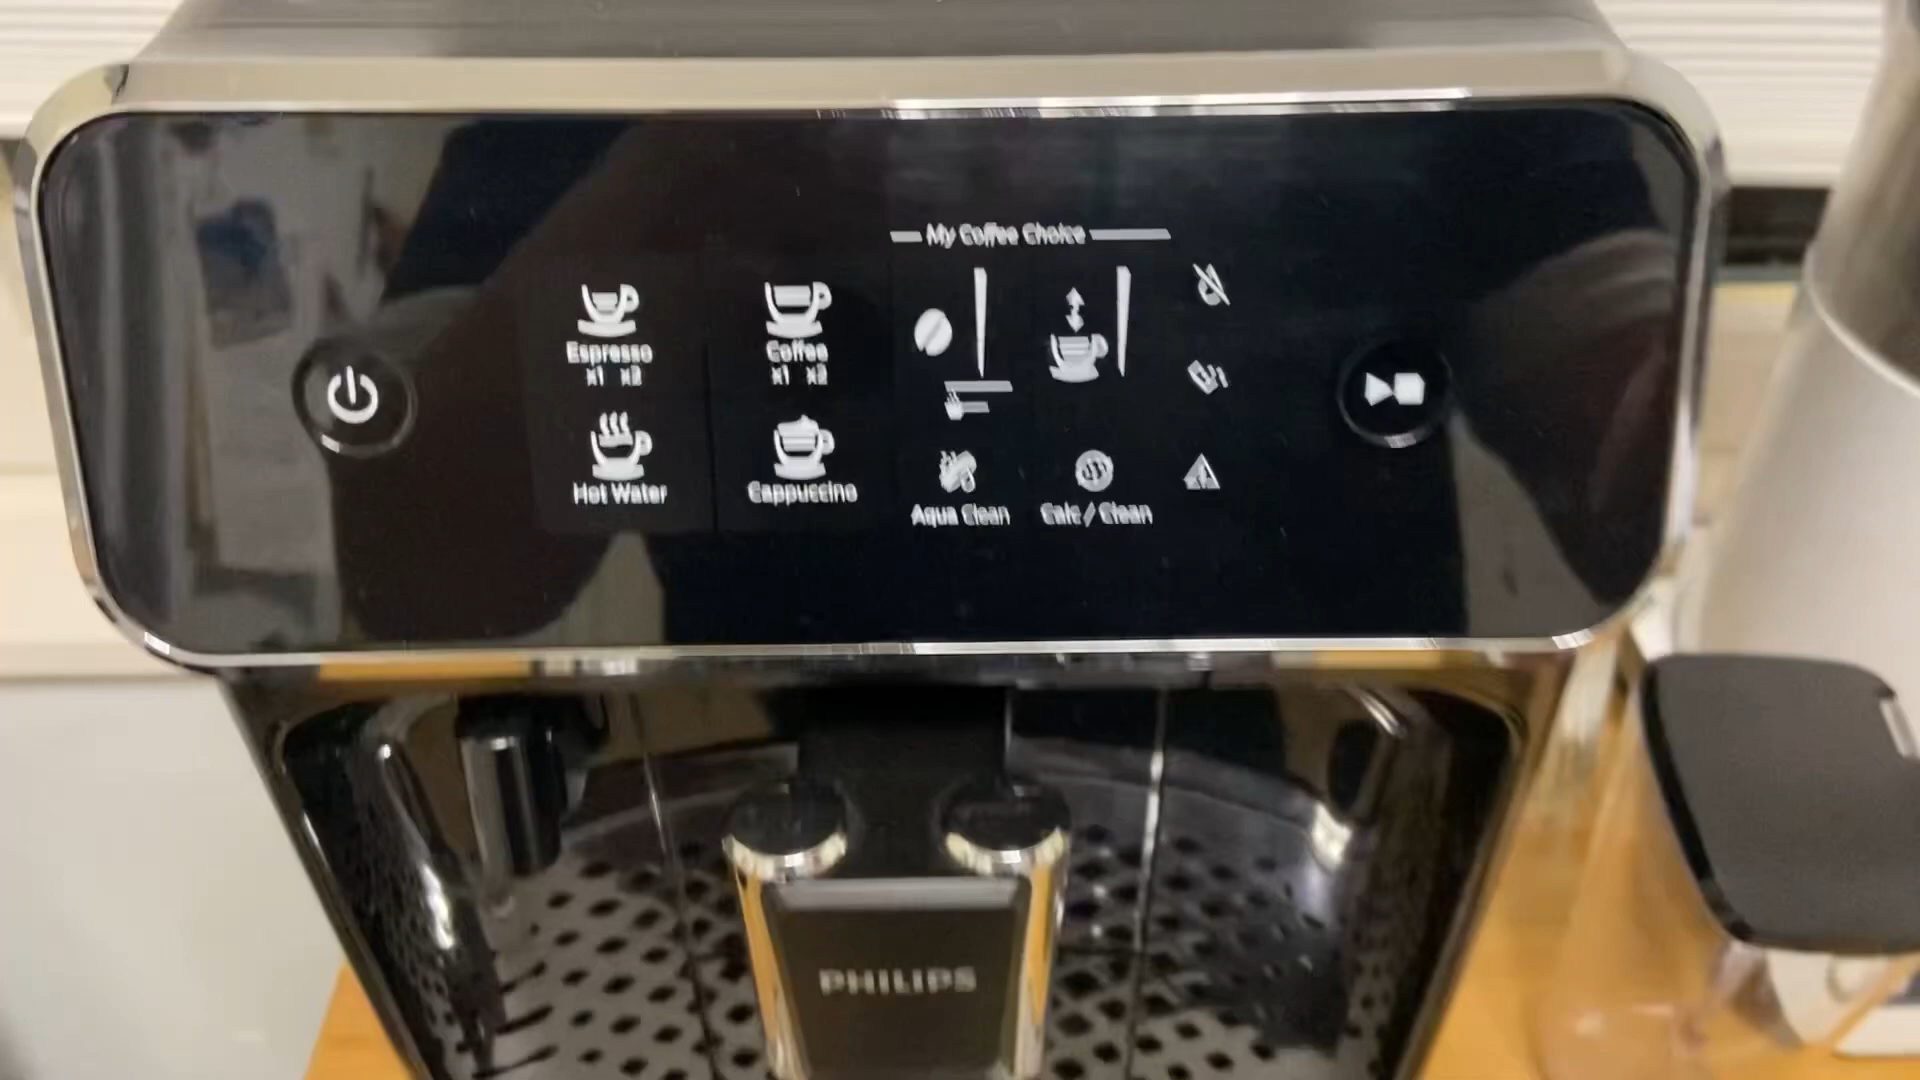 My Coffee Choice
Espresso
x1 x2
Coffee
x1 x2
Hot Water
Cappuccino
Aqua Clean
Calc / Clean
PHILIPS